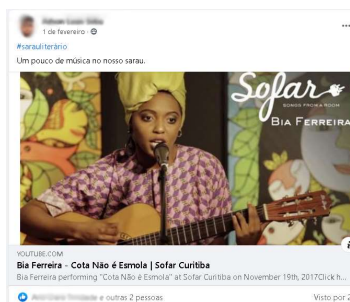 1 de fevereiro ·
#sarauliterário
Um pouco de música no nosso sarau.
Sofar
SONGS FROM A ROOM
BIA FERREIRA
YOUTUBE.COM
Bia Ferreira - Cota Não é Esmola | Sofar Curitiba
Bia Ferreira performing "Cota Não é Esmola" at Sofar Curitiba on November 19th, 2017Click h...
e outras 2 pessoas
Visto por 2